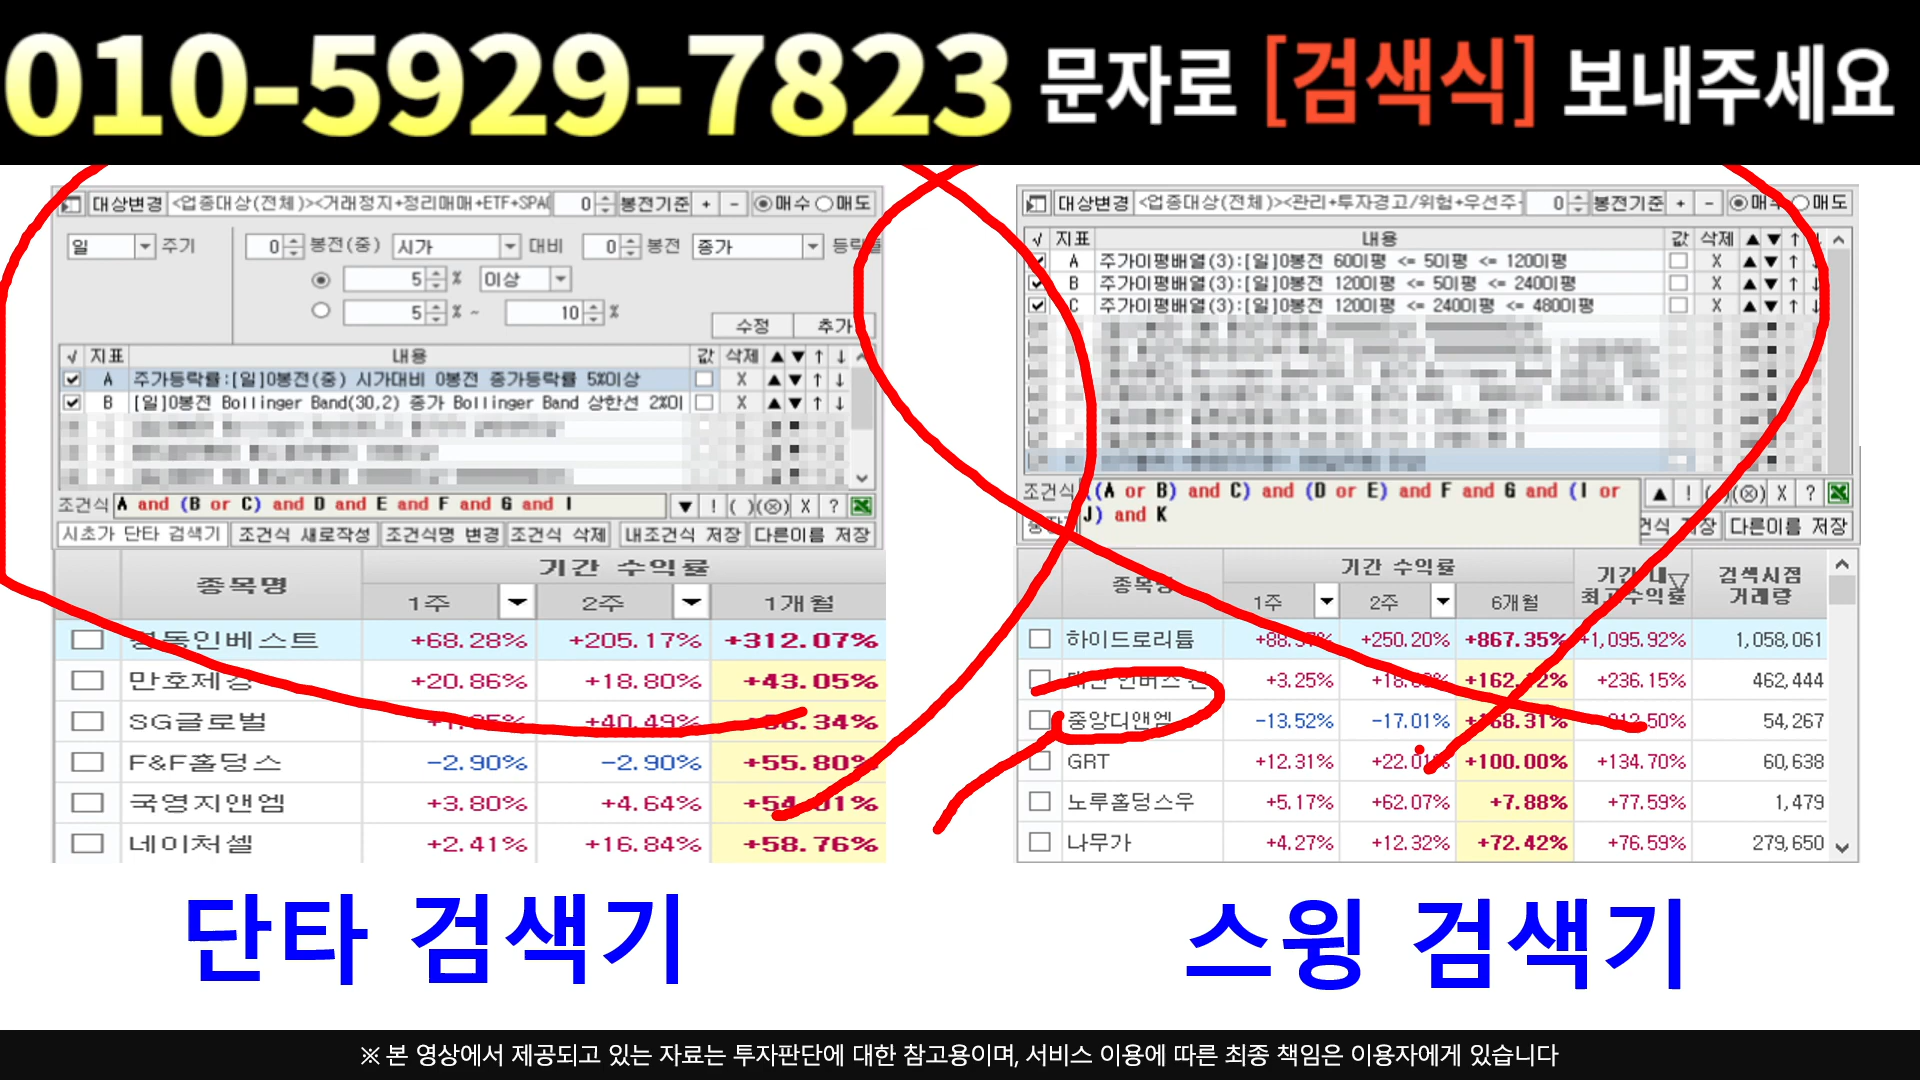 010-5929-7823 문자로 [검색식] 보내주세요
대상변경 <업종대상(전체)><거래정지+정리매매+ETF+SPA 0 봉전기준 + - 매수 매도
일 주기 0 봉전(중) 시가 대비 0 봉전 종가
5 % 이상
5 % ~ 10 %
수정 추가
√ 지표 내용 값 삭제 ▲ ▼ ↑ ↓
A 주가등락률:[일]0봉전(중) 시가대비 0봉전 종가등락률 5%이상 X ▲ ▼ ↑ ↓
B [일]0봉전 Bollinger Band(30,2) 종가 Bollinger Band 상한선 2%이 X ▲ ▼ ↑ ↓
조건식 A and (B or C) and D and E and F and G and I ▼ ! ( )(⊗) X ?
시초가 단타 검색기 조건식 새로작성 조건식명 변경 조건식 삭제 내조건식 저장 다른이름 저장
종목명 기간 수익률
1주 2주 1개월
+68.28% +205.17% +312.07%
만호제강 +20.86% +18.80% +43.05%
SG글로벌 +40.49%
F&F홀딩스 -2.90% -2.90% +55.80%
국영지앤엠 +3.80% +4.64%
네이처셀 +2.41% +16.84% +58.76%
단타 검색기
대상변경 <업종대상(전체)><관리+투자경고/위험+우선주+ 0 봉전기준 + - 매수 매도
√ 지표 내용 값 삭제 ▲ ▼ ↑ ↓
A 주가이평배열(3):[일]0봉전 60이평 <= 5이평 <= 120이평 X ▲ ▼ ↑
B 주가이평배열(3):[일]0봉전 120이평 <= 5이평 <= 240이평 X ▲ ▼ ↑ ↓
C 주가이평배열(3):[일]0봉전 120이평 <= 240이평 <= 480이평 X ▲ ▼ ↑ ↓
조건식 ((A or B) and C) and (D or E) and F and G and (I or
J) and K ▲ ! ( )(⊗) X ?
저장 다른이름 저장
종목명 기간 수익률 기간 내 최고수익률 검색시점 거래량
1주 2주 6개월
하이드로리튬 +250.20% +867.35% +1,095.92% 1,058,061
+3.25% +236.15% 462,444
중앙디앤엠 -13.52% -17.01% 54,267
GRT +12.31% +100.00% +134.70% 60,638
노루홀딩스우 +5.17% +62.07% +7.88% +77.59% 1,479
나무가 +4.27% +12.32% +72.42% +76.59% 279,650
스윙 검색기
※ 본 영상에서 제공되고 있는 자료는 투자판단에 대한 참고용이며, 서비스 이용에 따른 최종 책임은 이용자에게 있습니다